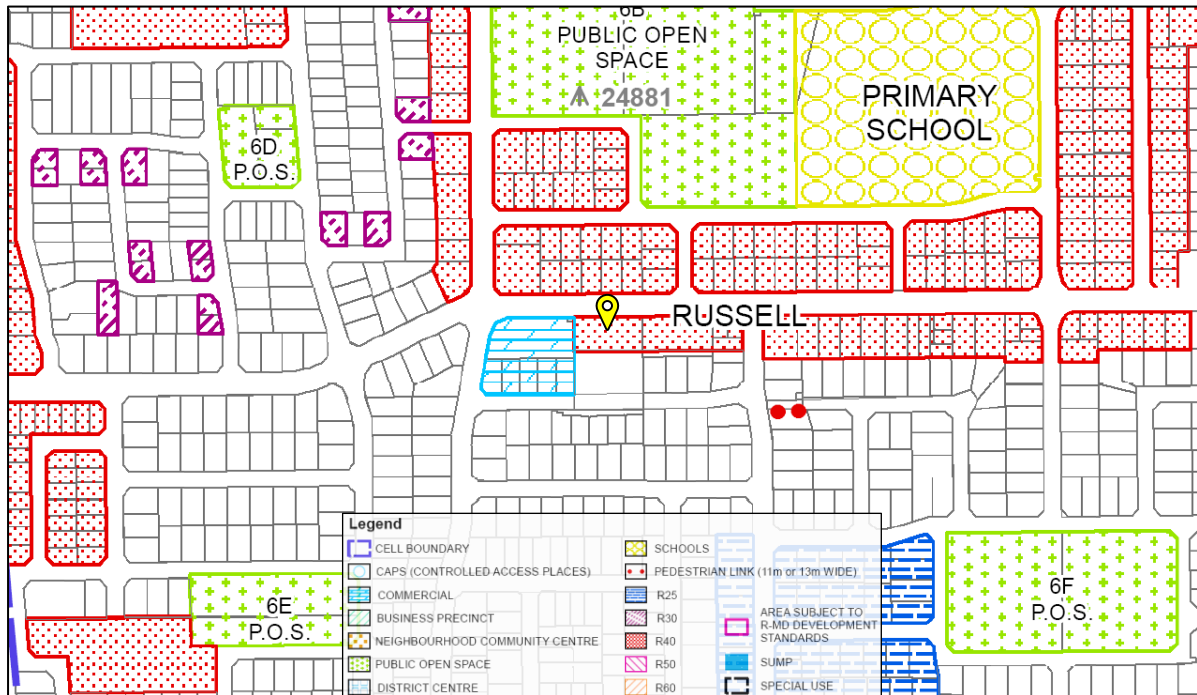 6B
PUBLIC OPEN
SPACE
24881
PRIMARY
SCHOOL
6D
P.O.S.
RUSSELL
6E
P.O.S.
6F
P.O.S.
Legend
CELL BOUNDARY
CAPS (CONTROLLED ACCESS PLACES)
COMMERCIAL
BUSINESS PRECINCT
NEIGHBOURHOOD COMMUNITY CENTRE
PUBLIC OPEN SPACE
DISTRICT CENTRE
SCHOOLS
PEDESTRIAN LINK (11m or 13m WIDE)
R25
R30
R40
R50
R60
AREA SUBJECT TO
R-MD DEVELOPMENT
STANDARDS
SUMP
SPECIAL USE